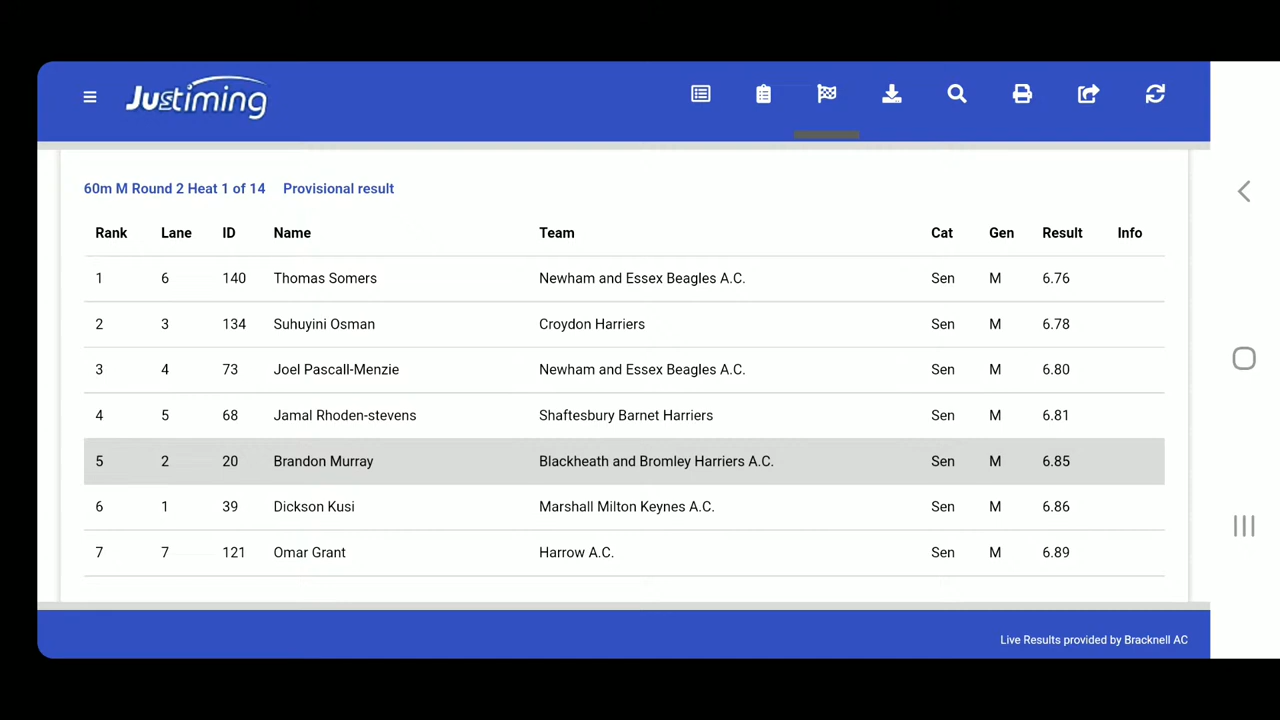 Justiming
60m M Round 2 Heat 1 of 14 Provisional result
Rank Lane ID Name Team Cat Gen Result Info
1 6 140 Thomas Somers Newham and Essex Beagles A.C. Sen M 6.76
2 3 134 Suhuyini Osman Croydon Harriers Sen M 6.78
3 4 73 Joel Pascall-Menzie Newham and Essex Beagles A.C. Sen M 6.80
4 5 68 Jamal Rhoden-stevens Shaftesbury Barnet Harriers Sen M 6.81
5 2 20 Brandon Murray Blackheath and Bromley Harriers A.C. Sen M 6.85
6 1 39 Dickson Kusi Marshall Milton Keynes A.C. Sen M 6.86
7 7 121 Omar Grant Harrow A.C. Sen M 6.89
Live Results provided by Bracknell AC